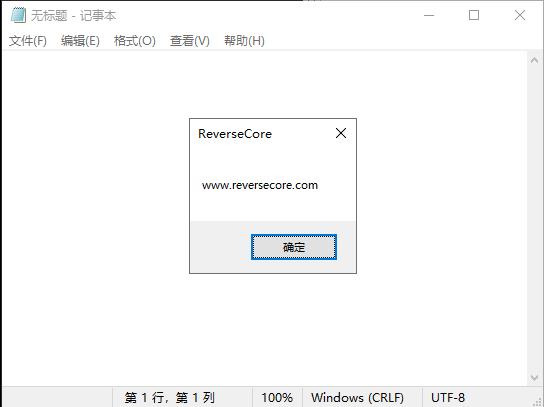 无标题 - 记事本
文件(F) 编辑(E) 格式(O) 查看(V) 帮助(H)
ReverseCore
www.reversecore.com
确定
第 1 行，第 1 列 100% Windows (CRLF) UTF-8